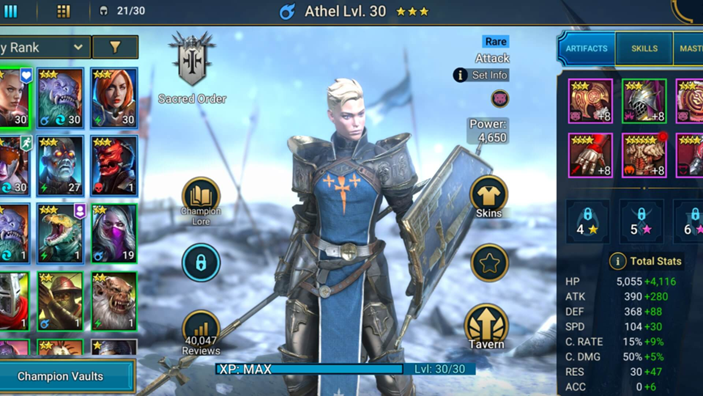 21/30
Athel Lvl. 30
y Rank
30
30
30
30
27
1
1
1
19
1
1
1
Champion Vaults
Sacred Order
Champion
Lore
40,047
Reviews
XP: MAX
Lvl: 30/30
Rare
Attack
i Set Info
Power:
4,650
Skins
Tavern
ARTIFACTS
SKILLS
MAST
+8
+8
+8
+8
4
5
6
i Total Stats
HP 5,055 +4,116
ATK 390 +280
DEF 368 +88
SPD 104 +30
C. RATE 15% +9%
C. DMG 50% +5%
RES 30 +47
ACC 0 +6